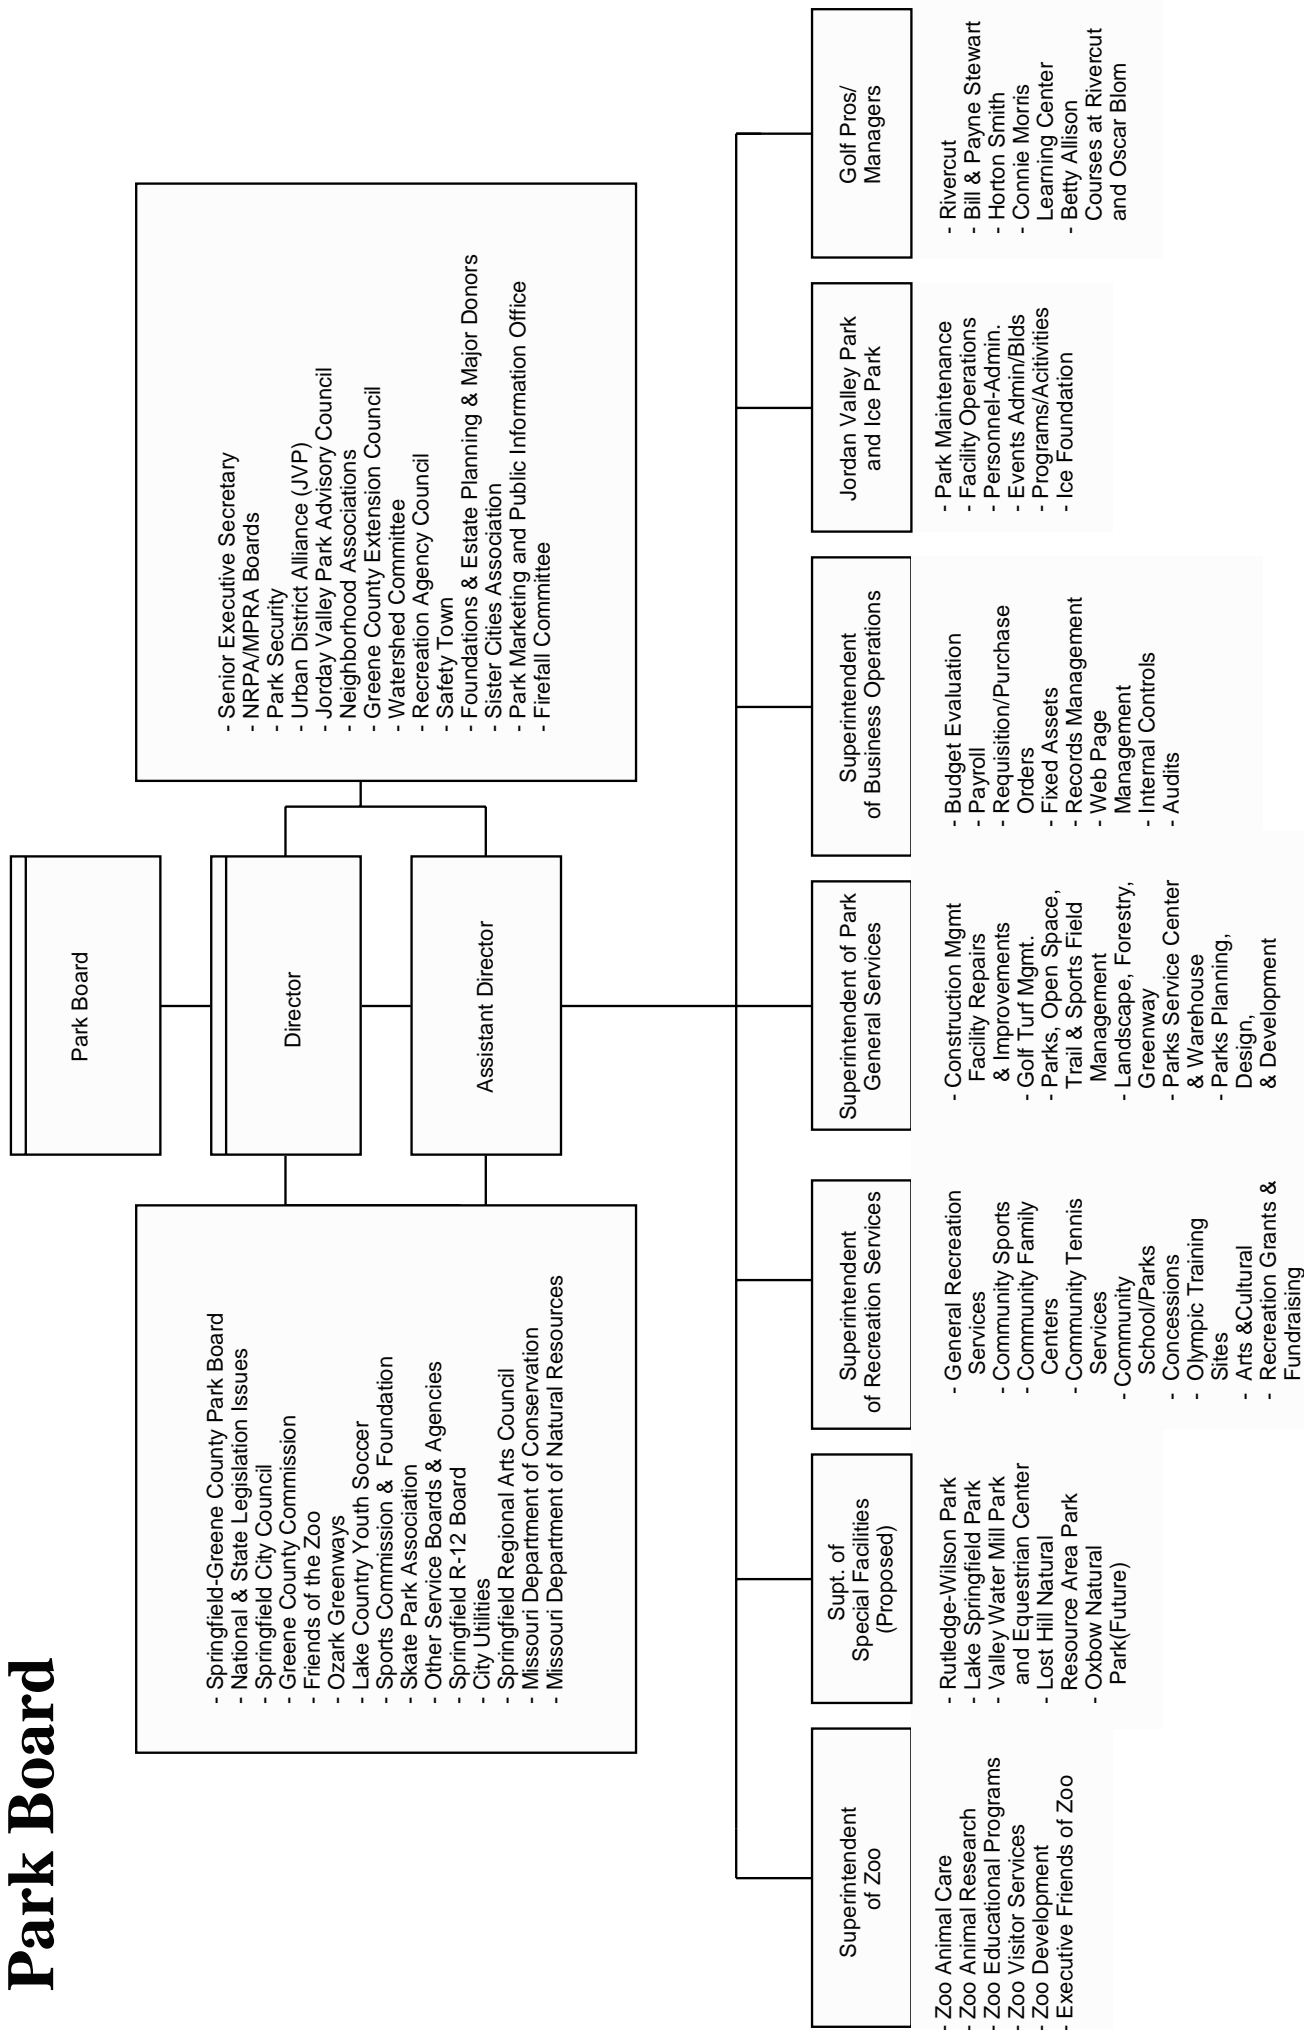 Park Board
Park Board
Director
Assistant Director
- Springfield-Greene County Park Board
- National & State Legislation Issues
- Springfield City Council
- Greene County Commission
- Friends of the Zoo
- Ozark Greenways
- Lake Country Youth Soccer
- Sports Commission & Foundation
- Skate Park Association
- Other Service Boards & Agencies
- Springfield R-12 Board
- City Utilities
- Springfield Regional Arts Council
- Missouri Department of Conservation
- Missouri Department of Natural Resources
- Senior Executive Secretary
- NRPA/MPRA Boards
- Park Security
- Urban District Alliance (JVP)
- Jorday Valley Park Advisory Council
- Neighborhood Associations
- Greene County Extension Council
- Watershed Committee
- Recreation Agency Council
- Safety Town
- Foundations & Estate Planning & Major Donors
- Sister Cities Association
- Park Marketing and Public Information Office
- Firefall Committee
Superintendent
of Zoo
- Zoo Animal Care
- Zoo Animal Research
- Zoo Educational Programs
- Zoo Visitor Services
- Zoo Development
- Executive Friends of Zoo
Supt. of
Special Facilities
(Proposed)
- Rutledge-Wilson Park
- Lake Springfield Park
- Valley Water Mill Park
and Equestrian Center
- Lost Hill Natural
Resource Area Park
- Oxbow Natural
Park(Future)
Superintendent
of Recreation Services
- General Recreation
Services
- Community Sports
- Community Family
Centers
- Community Tennis
Services
- Community
School/Parks
- Concessions
- Olympic Training
Sites
- Arts &Cultural
- Recreation Grants &
Fundraising
Superintendent of Park
General Services
- Construction Mgmt
Facility Repairs
& Improvements
- Golf Turf Mgmt.
- Parks, Open Space,
Trail & Sports Field
Management
- Landscape, Forestry,
Greenway
- Parks Service Center
& Warehouse
- Parks Planning,
Design,
& Development
Superintendent
of Business Operations
- Budget Evaluation
- Payroll
- Requisition/Purchase
Orders
- Fixed Assets
- Records Management
- Web Page
Management
- Internal Controls
- Audits
Jordan Valley Park
and Ice Park
- Park Maintenance
- Facility Operations
- Personnel-Admin.
- Events Admin/Blds
- Programs/Acitivities
- Ice Foundation
Golf Pros/
Managers
- Rivercut
- Bill & Payne Stewart
- Horton Smith
- Connie Morris
Learning Center
- Betty Allison
Courses at Rivercut
and Oscar Blom